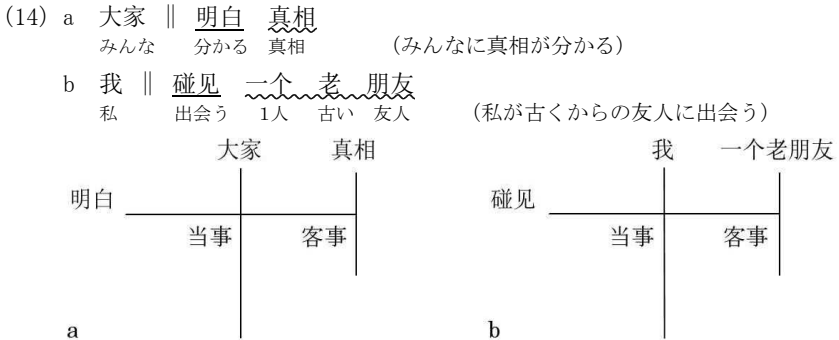 (14) a 大家 ‖ 明白 真相
みんな 分かる 真相 (みんなに真相が分かる)
b 我 ‖ 碰见 一个 老 朋友
私 出会う 1人 古い 友人 (私が古くからの友人に出会う)
大家 真相 我 一个老朋友
明白 碰见
当事 客事 当事 客事
a b